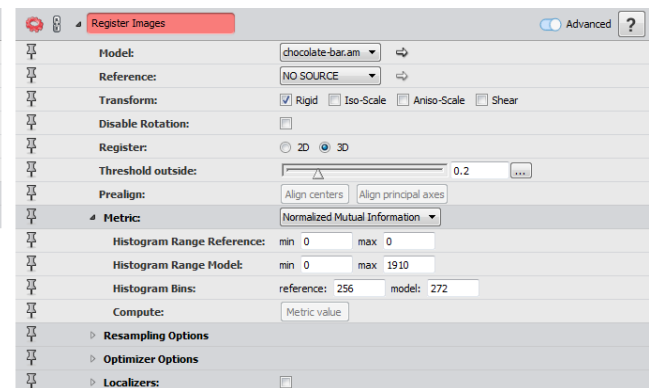 Register Images Advanced ?
Model: chocolate-bar.am
Reference: NO SOURCE
Transform: Rigid Iso-Scale Aniso-Scale Shear
Disable Rotation:
Register: 2D 3D
Threshold outside: 0.2 ...
Prealign: Align centers Align principal axes
Metric: Normalized Mutual Information
Histogram Range Reference: min 0 max 0
Histogram Range Model: min 0 max 1910
Histogram Bins: reference: 256 model: 272
Compute: Metric value
Resampling Options
Optimizer Options
Localizers: